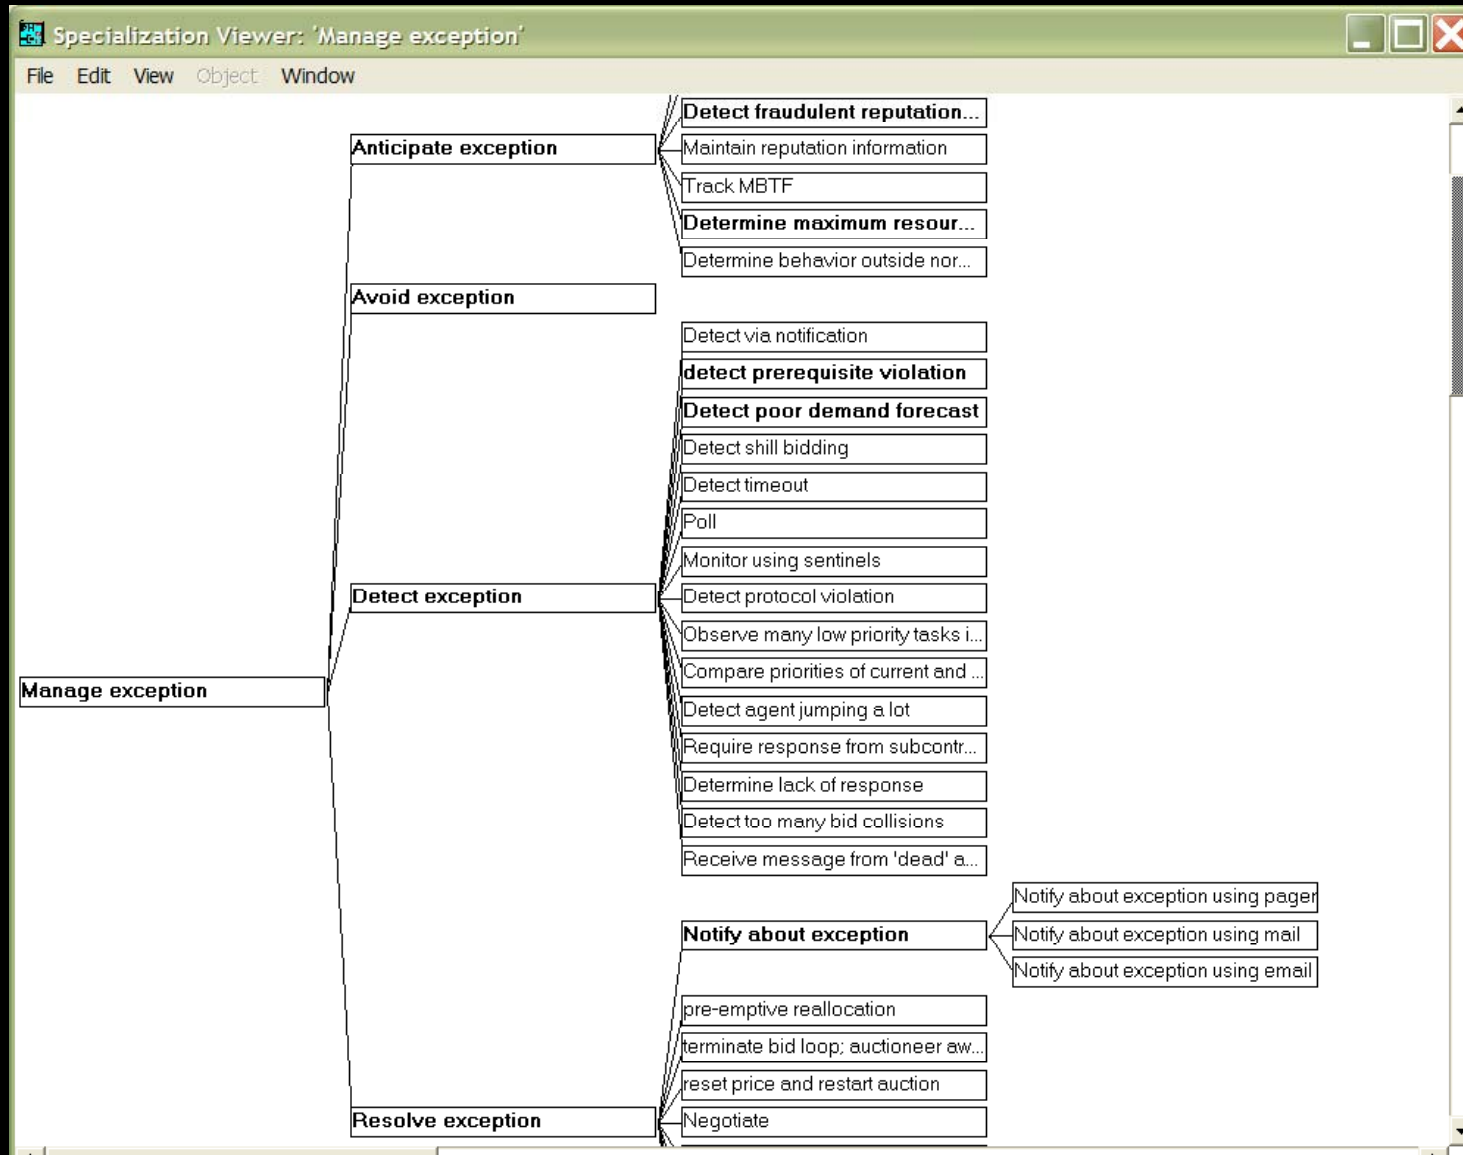 Specialization Viewer: 'Manage exception'
File Edit View Object Window
Detect fraudulent reputation...
Anticipate exception
Maintain reputation information
Track MBTF
Determine maximum resour...
Determine behavior outside nor...
Avoid exception
Detect via notification
detect prerequisite violation
Detect poor demand forecast
Detect shill bidding
Detect timeout
Poll
Monitor using sentinels
Detect exception
Detect protocol violation
Observe many low priority tasks i...
Compare priorities of current and ...
Manage exception
Detect agent jumping a lot
Require response from subcontr...
Determine lack of response
Detect too many bid collisions
Receive message from 'dead' a...
Notify about exception using pager
Notify about exception
Notify about exception using mail
Notify about exception using email
pre-emptive reallocation
terminate bid loop; auctioneer aw...
reset price and restart auction
Resolve exception
Negotiate